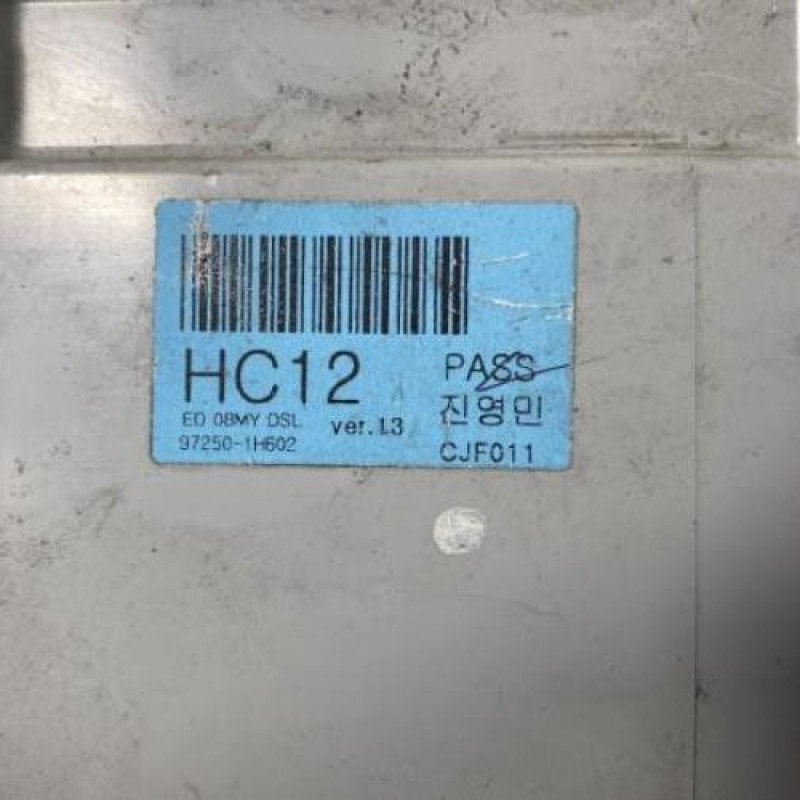 HC12
PASS
ED 08MY DSL
ver.1.3
진영민
97250-1H602
CJF011